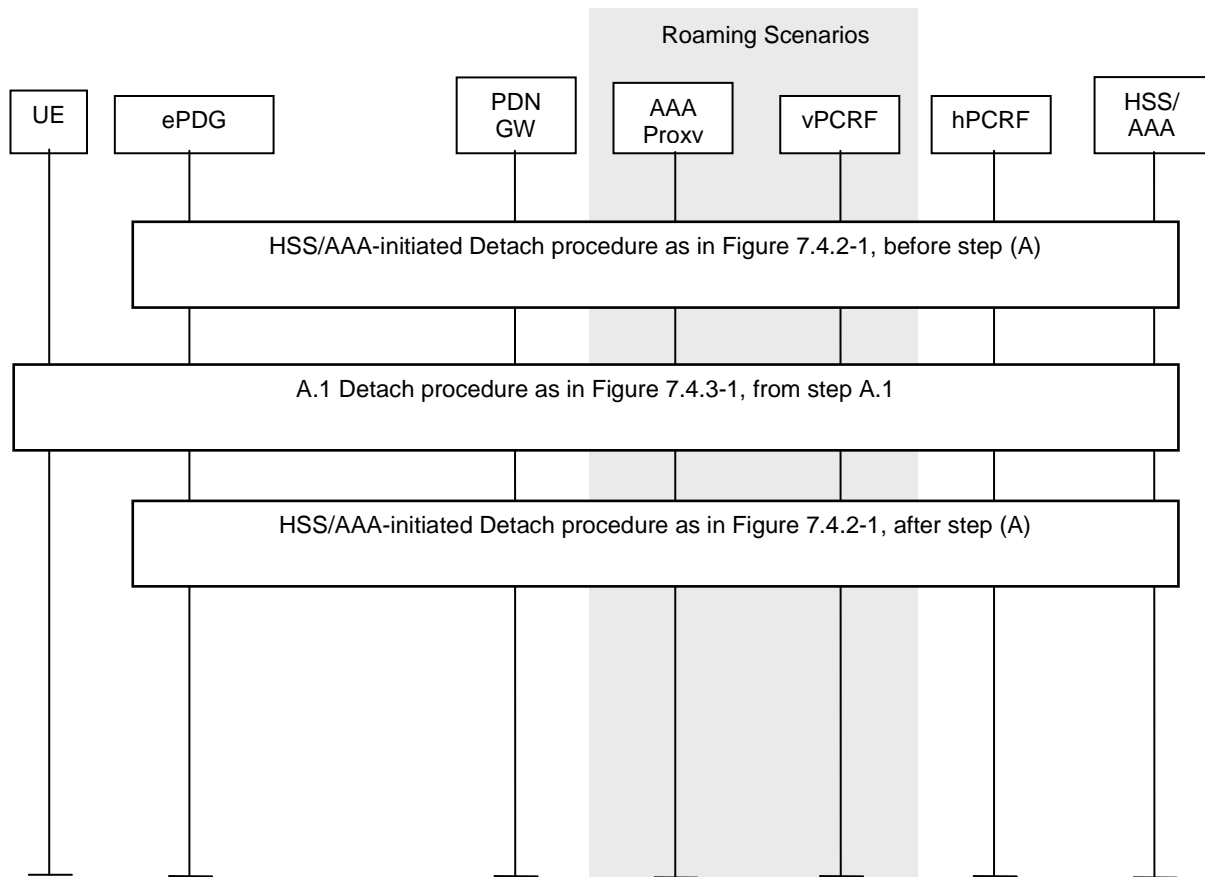 Roaming Scenarios
UE
ePDG
PDN
GW
AAA
Proxv
vPCRF
hPCRF
HSS/
AAA
HSS/AAA-initiated Detach procedure as in Figure 7.4.2-1, before step (A)
A.1 Detach procedure as in Figure 7.4.3-1, from step A.1
HSS/AAA-initiated Detach procedure as in Figure 7.4.2-1, after step (A)